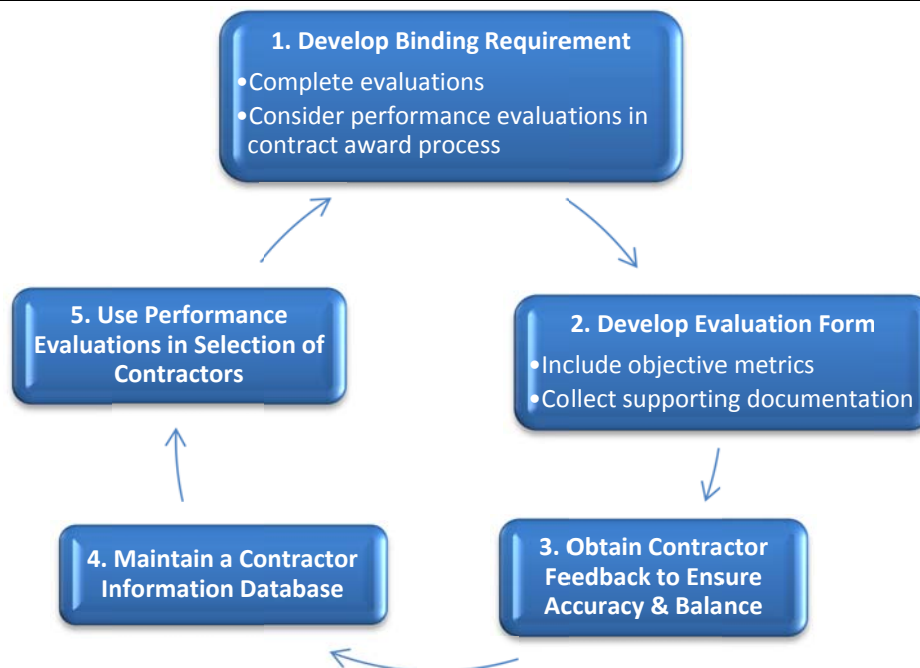 1. Develop Binding Requirement
•Complete evaluations
•Consider performance evaluations in
contract award process
2. Develop Evaluation Form
•Include objective metrics
•Collect supporting documentation
3. Obtain Contractor
Feedback to Ensure
Accuracy & Balance
4. Maintain a Contractor
Information Database
5. Use Performance
Evaluations in Selection of
Contractors